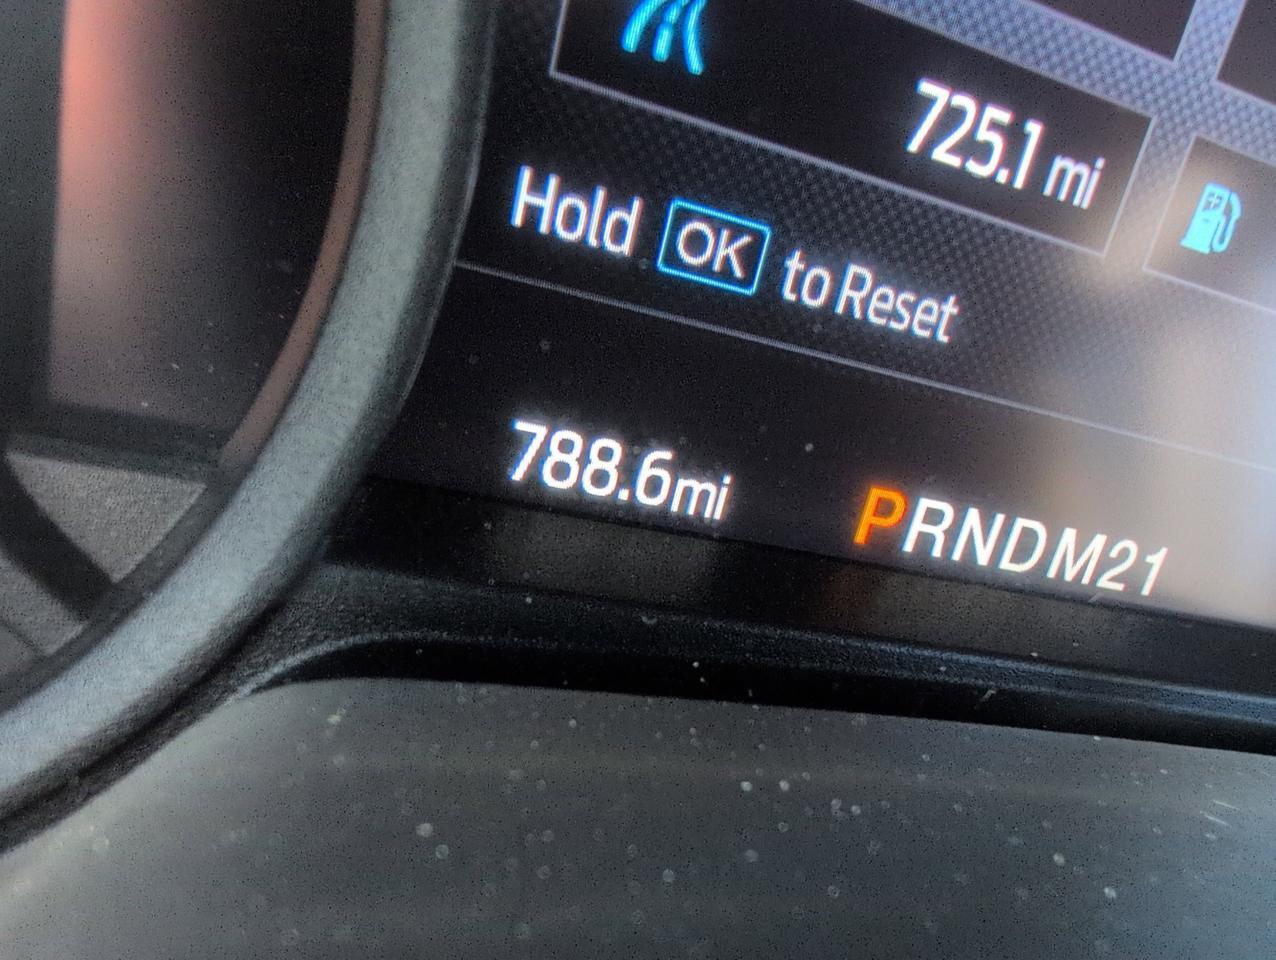 725.1 mi
Hold OK to Reset
788.6mi
PRNDM21